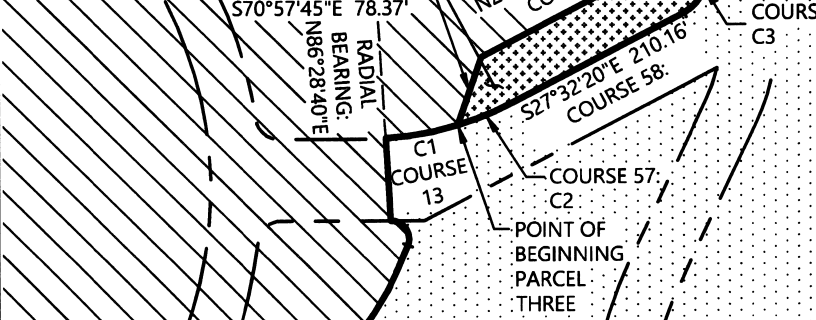 S70°57'45"E 78.37'
RADIAL
BEARING:
N86°28'40"E
COURS
C3
S27°32'20"E 210.16'
COURSE 58:
C1
COURSE
13
COURSE 57:
C2
POINT OF
BEGINNING
PARCEL
THREE